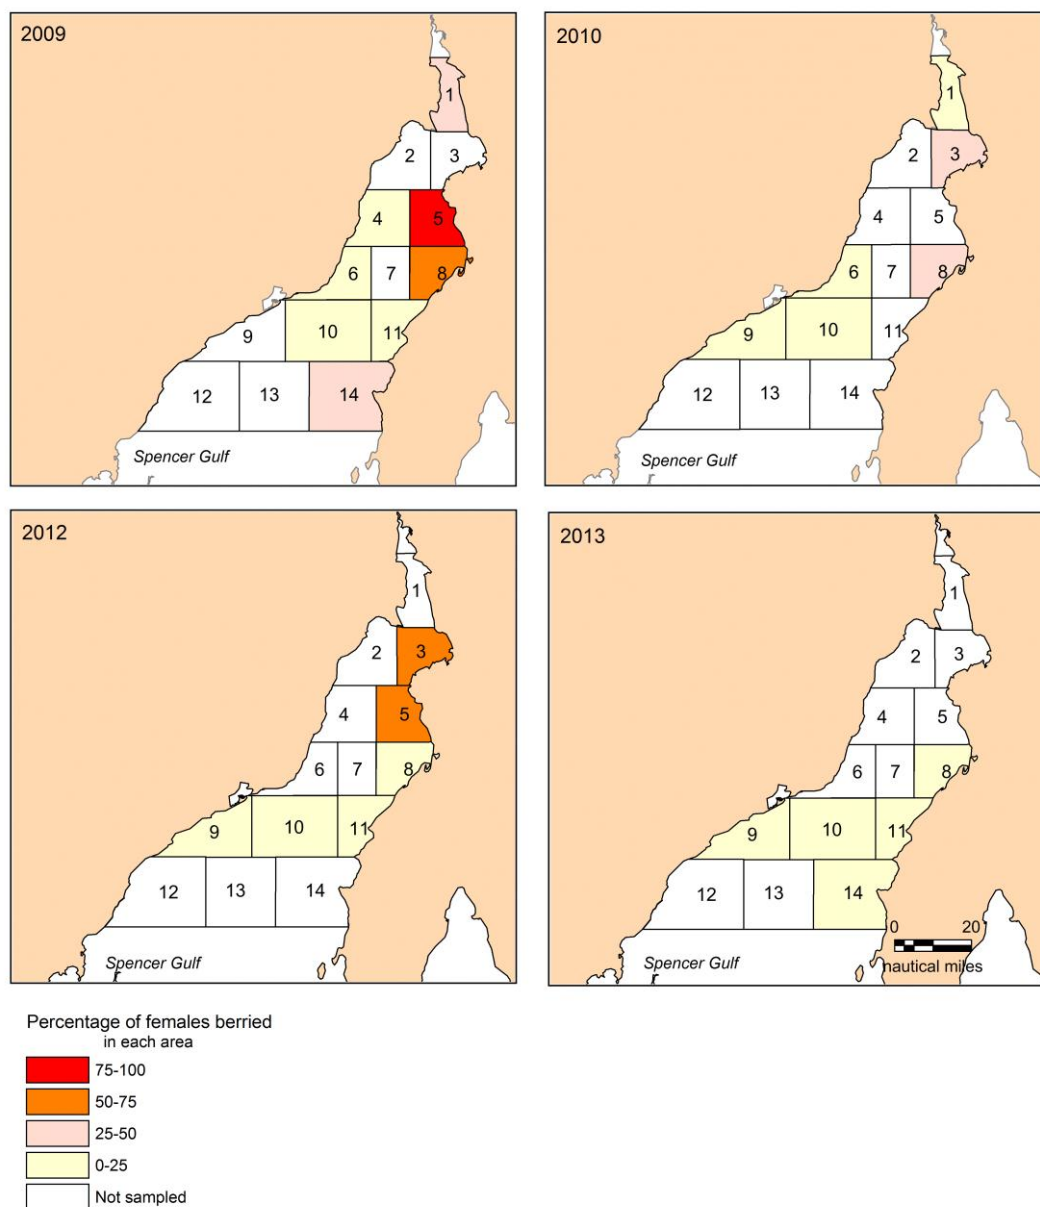 2009
1
2 3
4 5
6 7 8
9 10 11
12 13 14
Spencer Gulf
2010
1
2 3
4 5
6 7 8
9 10 11
12 13 14
Spencer Gulf
2012
1
2 3
4 5
6 7 8
9 10 11
12 13 14
Spencer Gulf
2013
1
2 3
4 5
6 7 8
9 10 11
12 13 14
0 20
nautical miles
Spencer Gulf
Percentage of females berried
in each area
75-100
50-75
25-50
0-25
Not sampled